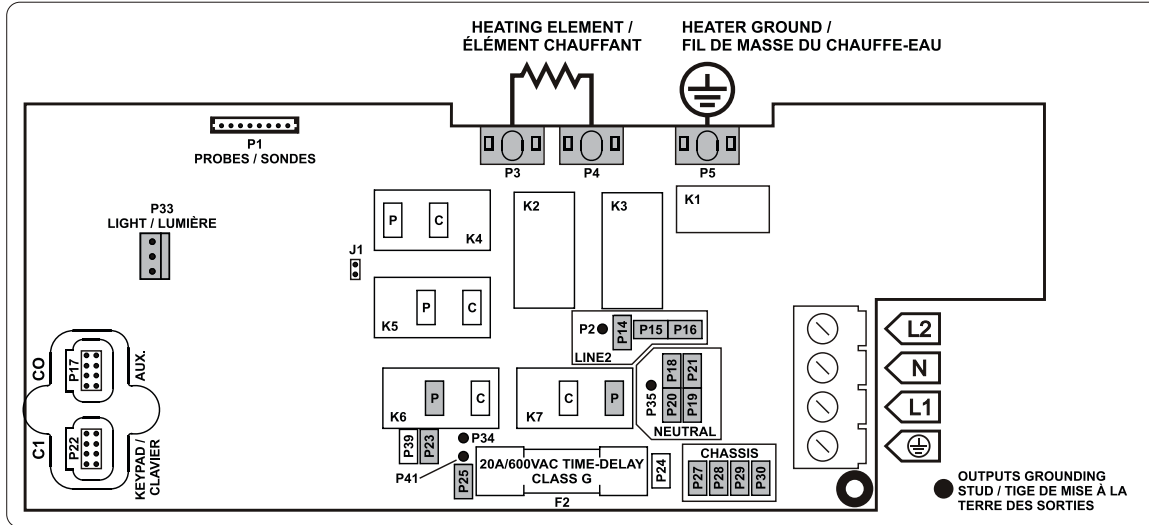 HEATING ELEMENT /
ÉLÉMENT CHAUFFANT
HEATER GROUND /
FIL DE MASSE DU CHAUFFE-EAU
P1
PROBES / SONDES
P3
P4
P5
P33
LIGHT / LUMIÈRE
J1
P
C
K4
K2
K3
K1
K5
P
C
P2
P14
P15
P16
LINE2
L2
N
L1
CO
P17
AUX.
C1
P22
KEYPAD /
CLAVIER
K6
P
C
K7
C
P
P35
P18
P21
P20
P19
NEUTRAL
P39
P23
P34
P41
P25
20A/600VAC TIME-DELAY
CLASS G
F2
P24
CHASSIS
P27
P28
P29
P30
OUTPUTS GROUNDING
STUD / TIGE DE MISE À LA
TERRE DES SORTIES